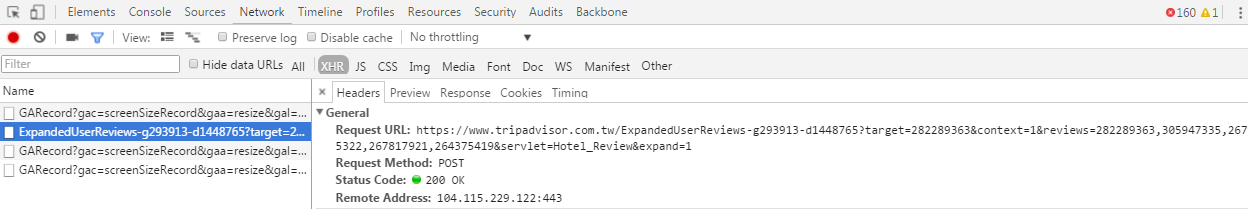 Elements Console Sources Network Timeline Profiles Resources Security Audits Backbone 160 1
View: Preserve log Disable cache No throttling
Filter Hide data URLs All XHR JS CSS Img Media Font Doc WS Manifest Other
Name × Headers Preview Response Cookies Timing
GARecord?gac=screenSizeRecord&gaa=resize&gal=...
General
ExpandedUserReviews-g293913-d1448765?target=2...
Request URL: https://www.tripadvisor.com.tw/ExpandedUserReviews-g293913-d1448765?target=282289363&context=1&reviews=282289363,305947335,267
5322,267817921,264375419&servlet=Hotel_Review&expand=1
GARecord?gac=screenSizeRecord&gaa=resize&gal=...
Request Method: POST
GARecord?gac=screenSizeRecord&gaa=resize&gal=...
Status Code: 200 OK
Remote Address: 104.115.229.122:443